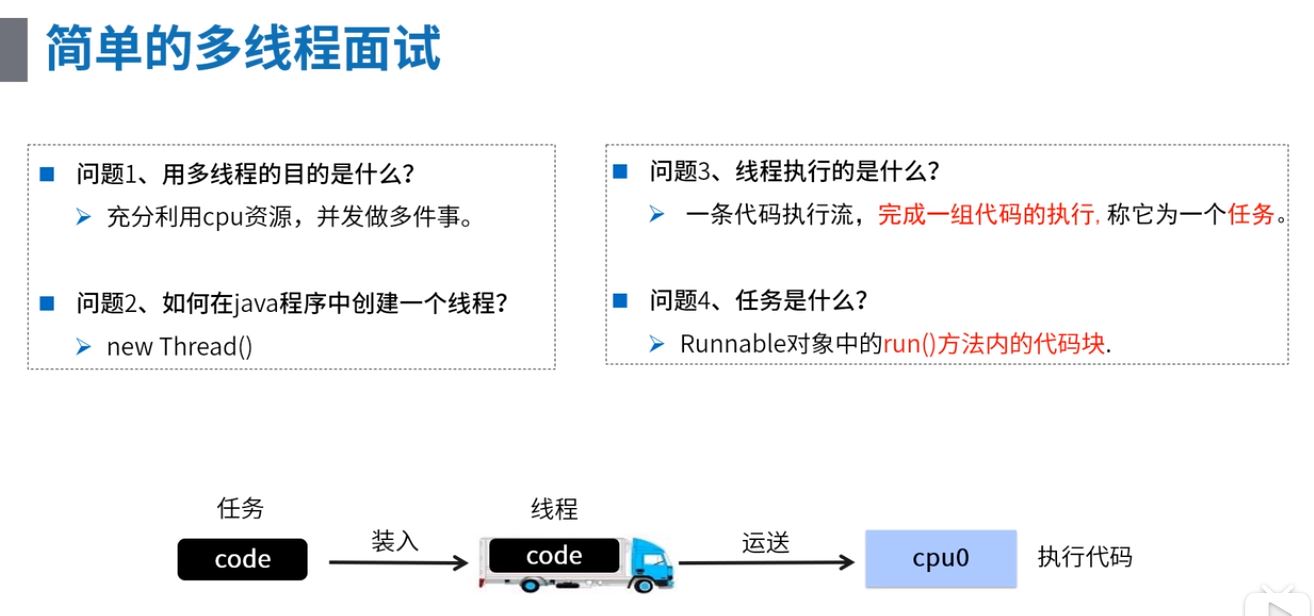 简单的多线程面试
问题1、用多线程的目的是什么？
充分利用cpu资源，并发做多件事。
问题2、如何在java程序中创建一个线程？
new Thread()
问题3、线程执行的是什么？
一条代码执行流，完成一组代码的执行, 称它为一个任务。
问题4、任务是什么？
Runnable对象中的run()方法内的代码块.
任务
code
装入
线程
code
运送
cpu0
执行代码